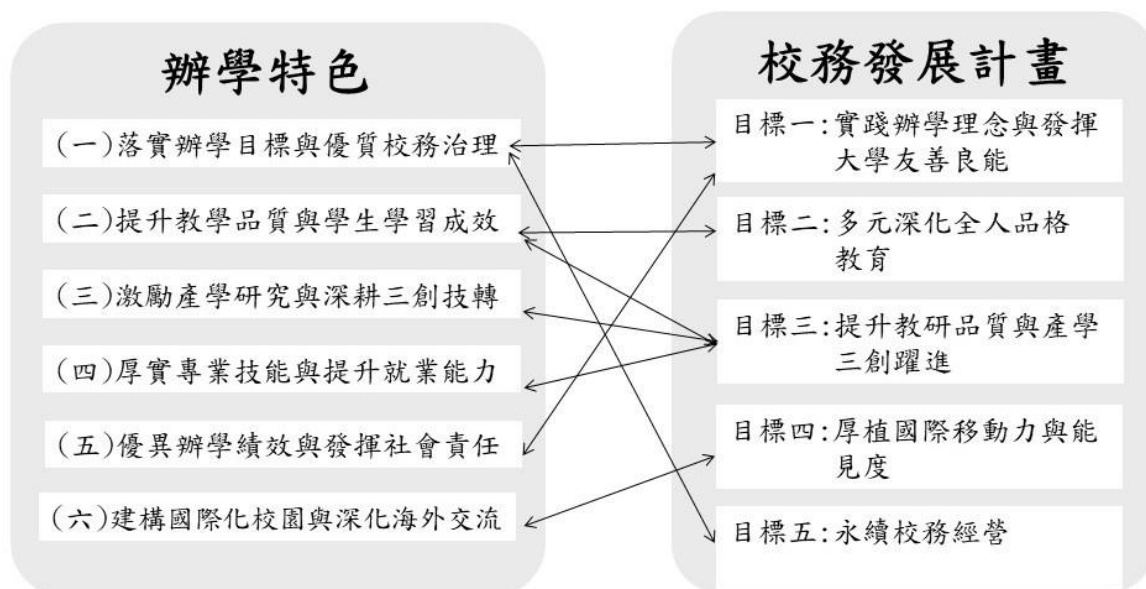 辦學特色
(一)落實辦學目標與優質校務治理
(二)提升教學品質與學生學習成效
(三)激勵產學研究與深耕三創技轉
(四)厚實專業技能與提升就業能力
(五)優異辦學績效與發揮社會責任
(六)建構國際化校園與深化海外交流
校務發展計畫
目標一:實踐辦學理念與發揮
大學友善良能
目標二:多元深化全人品格
教育
目標三:提升教研品質與產學
三創躍進
目標四:厚植國際移動力與能
見度
目標五:永續校務經營